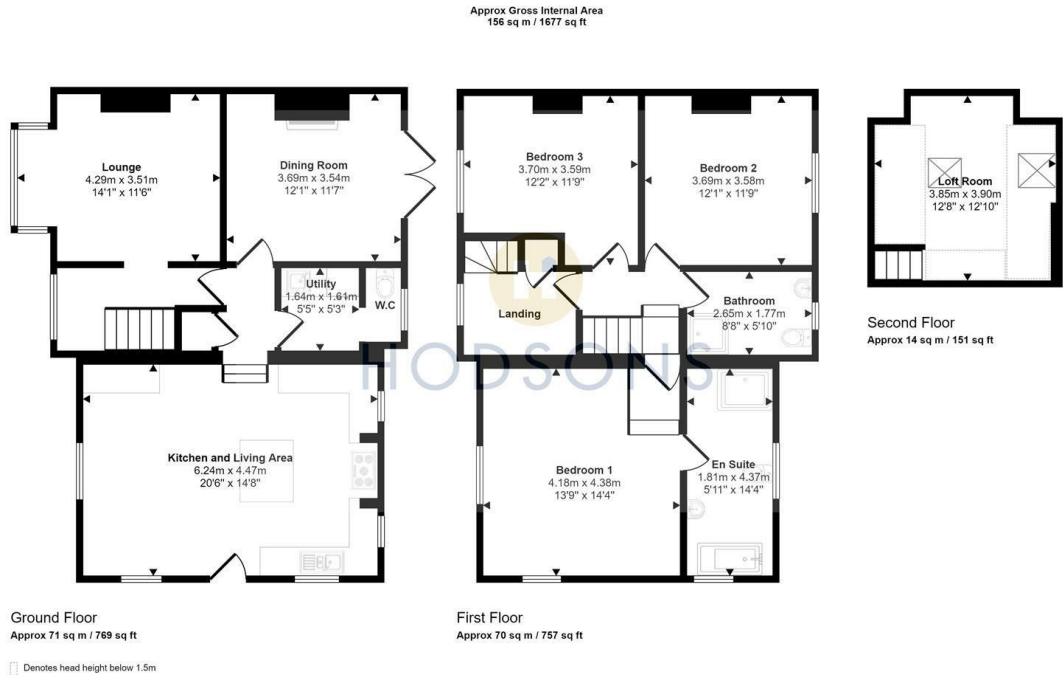 Approx Gross Internal Area
156 sq m / 1677 sq ft
Lounge
4.29m x 3.51m
14'1" x 11'6"
Dining Room
3.69m x 3.54m
12'1" x 11'7"
Utility
1.64m x 1.61m
5'5" x 5'3"
W.C
Kitchen and Living Area
6.24m x 4.47m
20'6" x 14'8"
Ground Floor
Approx 71 sq m / 769 sq ft
Denotes head height below 1.5m
Bedroom 3
3.70m x 3.59m
12'2" x 11'9"
Bedroom 2
3.69m x 3.58m
12'1" x 11'9"
Landing
Bathroom
2.65m x 1.77m
8'8" x 5'10"
HODSONS
Bedroom 1
4.18m x 4.38m
13'9" x 14'4"
En Suite
1.81m x 4.37m
5'11" x 14'4"
First Floor
Approx 70 sq m / 757 sq ft
Loft Room
3.85m x 3.90m
12'8" x 12'10"
Second Floor
Approx 14 sq m / 151 sq ft